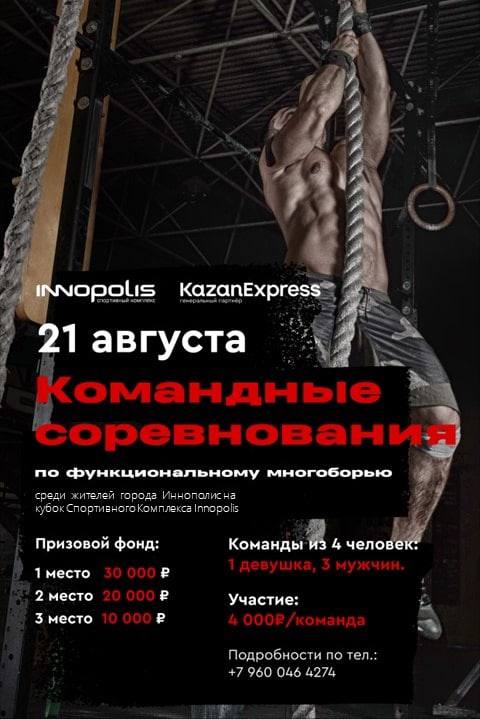 INNOPOLIS KazanExpress
спортивный комплекс генеральный партнёр
21 августа
Командные
соревнования
по функциональному многоборью
среди жителей города Иннополис на
кубок Спортивного Комплекса Innopolis
Призовой фонд:
1 место 30 000 ₽
2 место 20 000 ₽
3 место 10 000 ₽
Команды из 4 человек:
1 девушка, 3 мужчин.
Участие:
4 000₽/команда
Подробности по тел.:
+7 960 046 4274